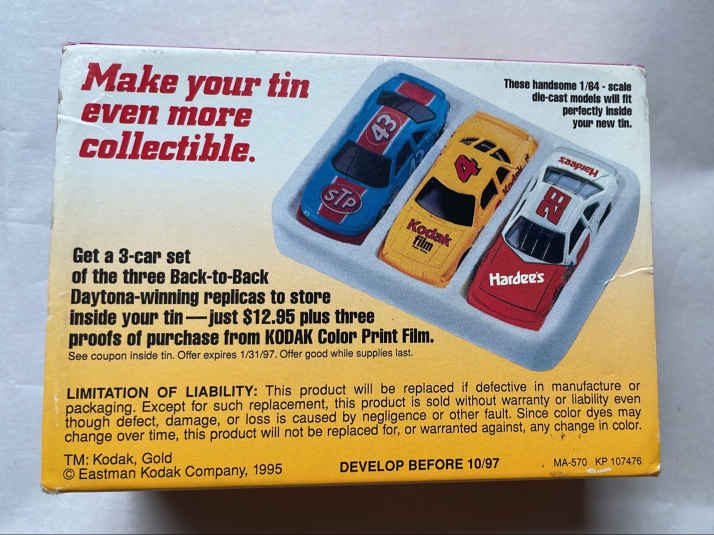 Make your tin
even more
collectible.
These handsome 1/64 - scale
die-cast models will fit
perfectly inside
your new tin.
43
STP
4
Kodak
Kodak
film
Hardee's
28
Hardee's
Get a 3-car set
of the three Back-to-Back
Daytona-winning replicas to store
inside your tin — just $12.95 plus three
proofs of purchase from KODAK Color Print Film.
See coupon inside tin. Offer expires 1/31/97. Offer good while supplies last.
LIMITATION OF LIABILITY: This product will be replaced if defective in manufacture or
packaging. Except for such replacement, this product is sold without warranty or liability even
though defect, damage, or loss is caused by negligence or other fault. Since color dyes may
change over time, this product will not be replaced for, or warranted against, any change in color.
TM: Kodak, Gold
© Eastman Kodak Company, 1995
DEVELOP BEFORE 10/97
MA-570 KP 107476